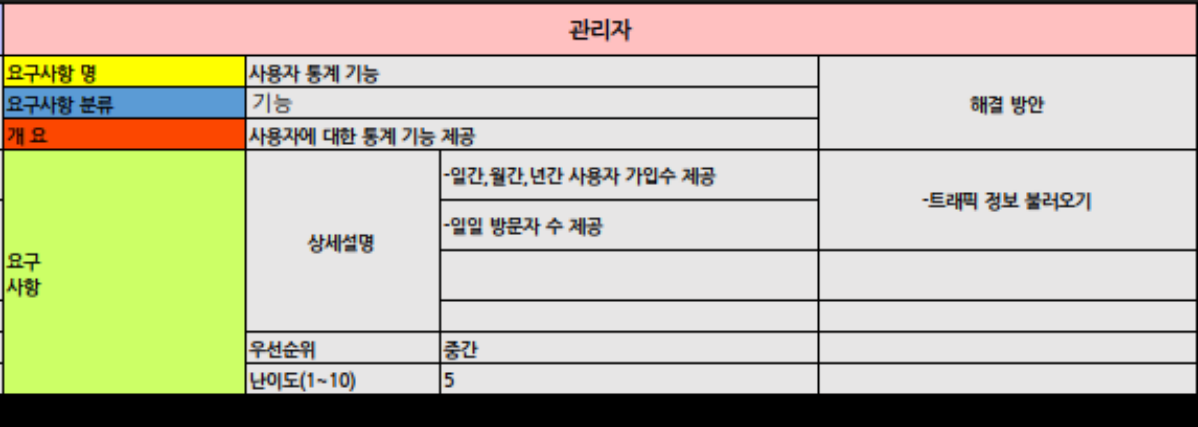 관리자
요구사항 명
사용자 통계 기능
해결 방안
요구사항 분류
기능
개 요
사용자에 대한 통계 기능 제공
요구
사항
상세설명
-일간,월간,년간 사용자 가입수 제공
-트래픽 정보 불러오기
-일일 방문자 수 제공
우선순위
중간
난이도(1~10)
5